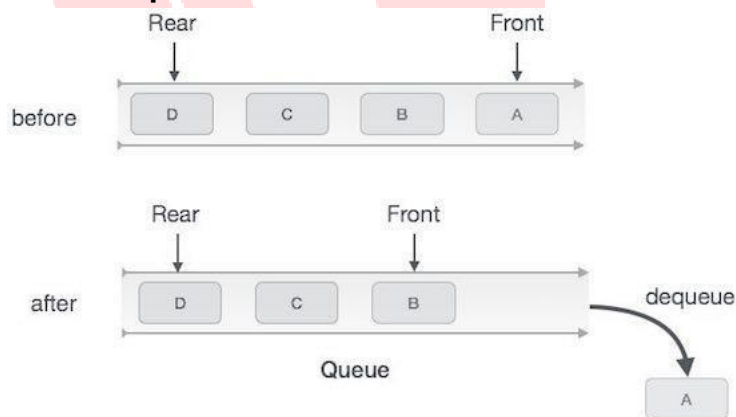 Rear Front
before D C B A
Rear Front
after D C B dequeue
Queue
A